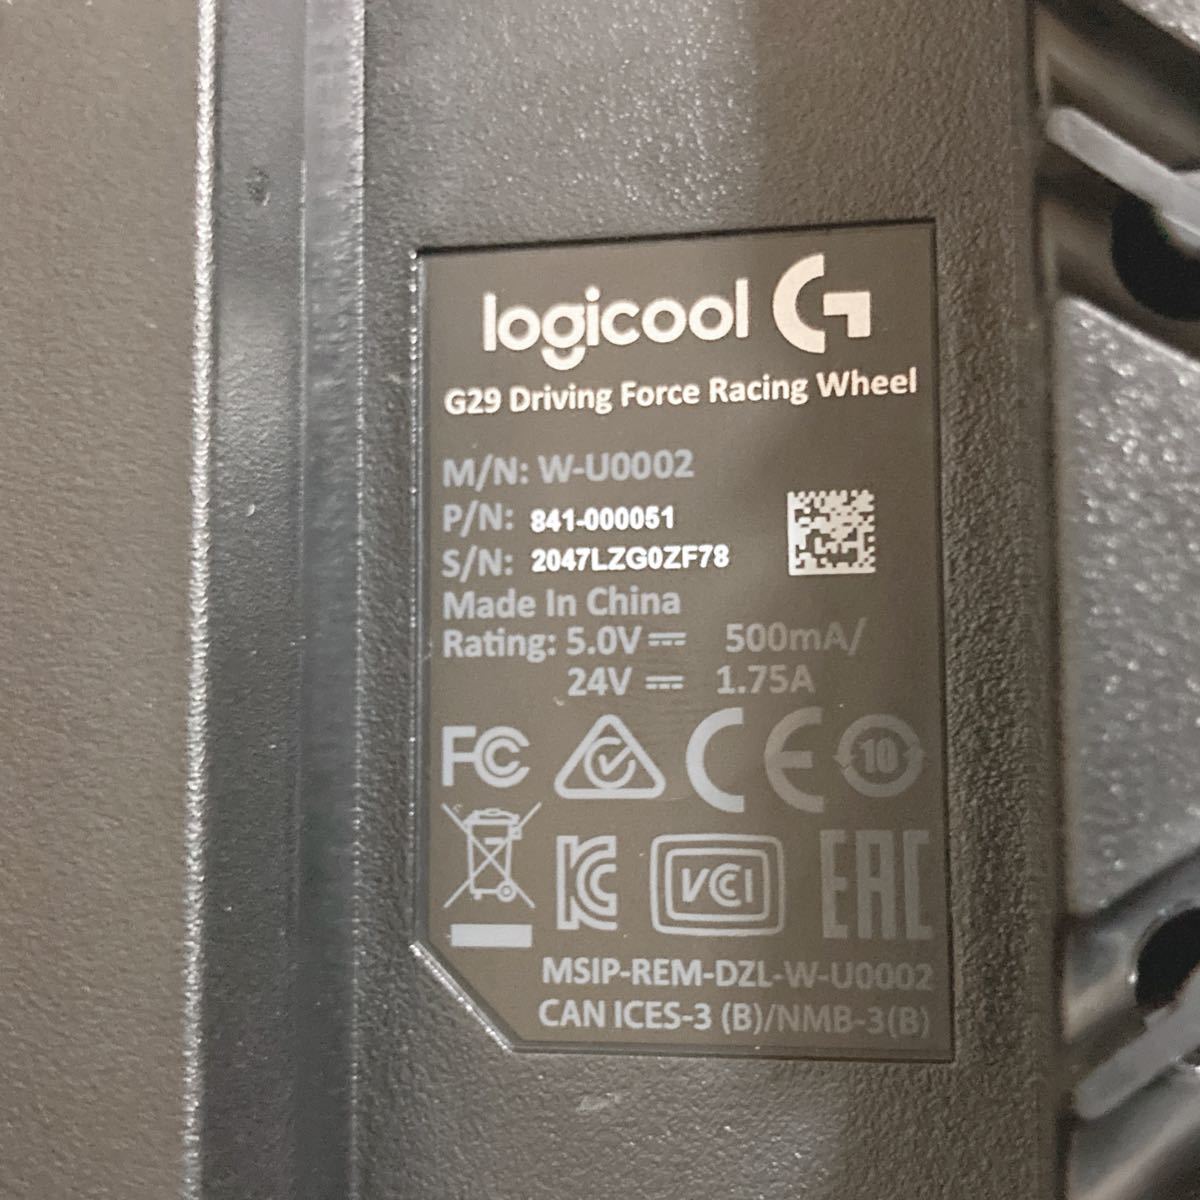 logicool G
G29 Driving Force Racing Wheel
M/N: W-U0002
P/N: 841-000051
S/N: 2047LZG0ZF78
Made In China
Rating: 5.0V⎓ 500mA/
24V ⎓ 1.75A
FC CE 10
KC VCCI EAC
MSIP-REM-DZL-W-U0002
CAN ICES-3 (B)/NMB-3(B)